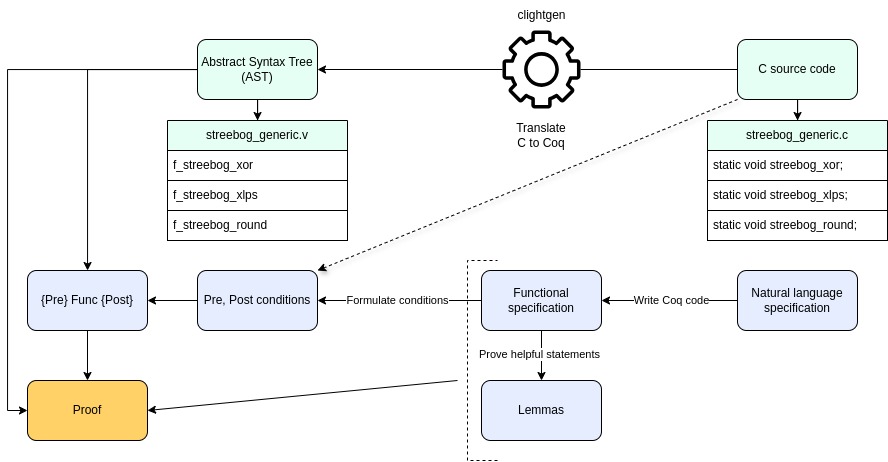 clightgen
Abstract Syntax Tree
(AST)
C source code
Translate
C to Coq
streebog_generic.v
f_streebog_xor
f_streebog_xlps
f_streebog_round
streebog_generic.c
static void streebog_xor;
static void streebog_xlps;
static void streebog_round;
{Pre} Func {Post}
Pre, Post conditions
Formulate conditions
Functional
specification
Write Coq code
Natural language
specification
Prove helpful statements
Proof
Lemmas